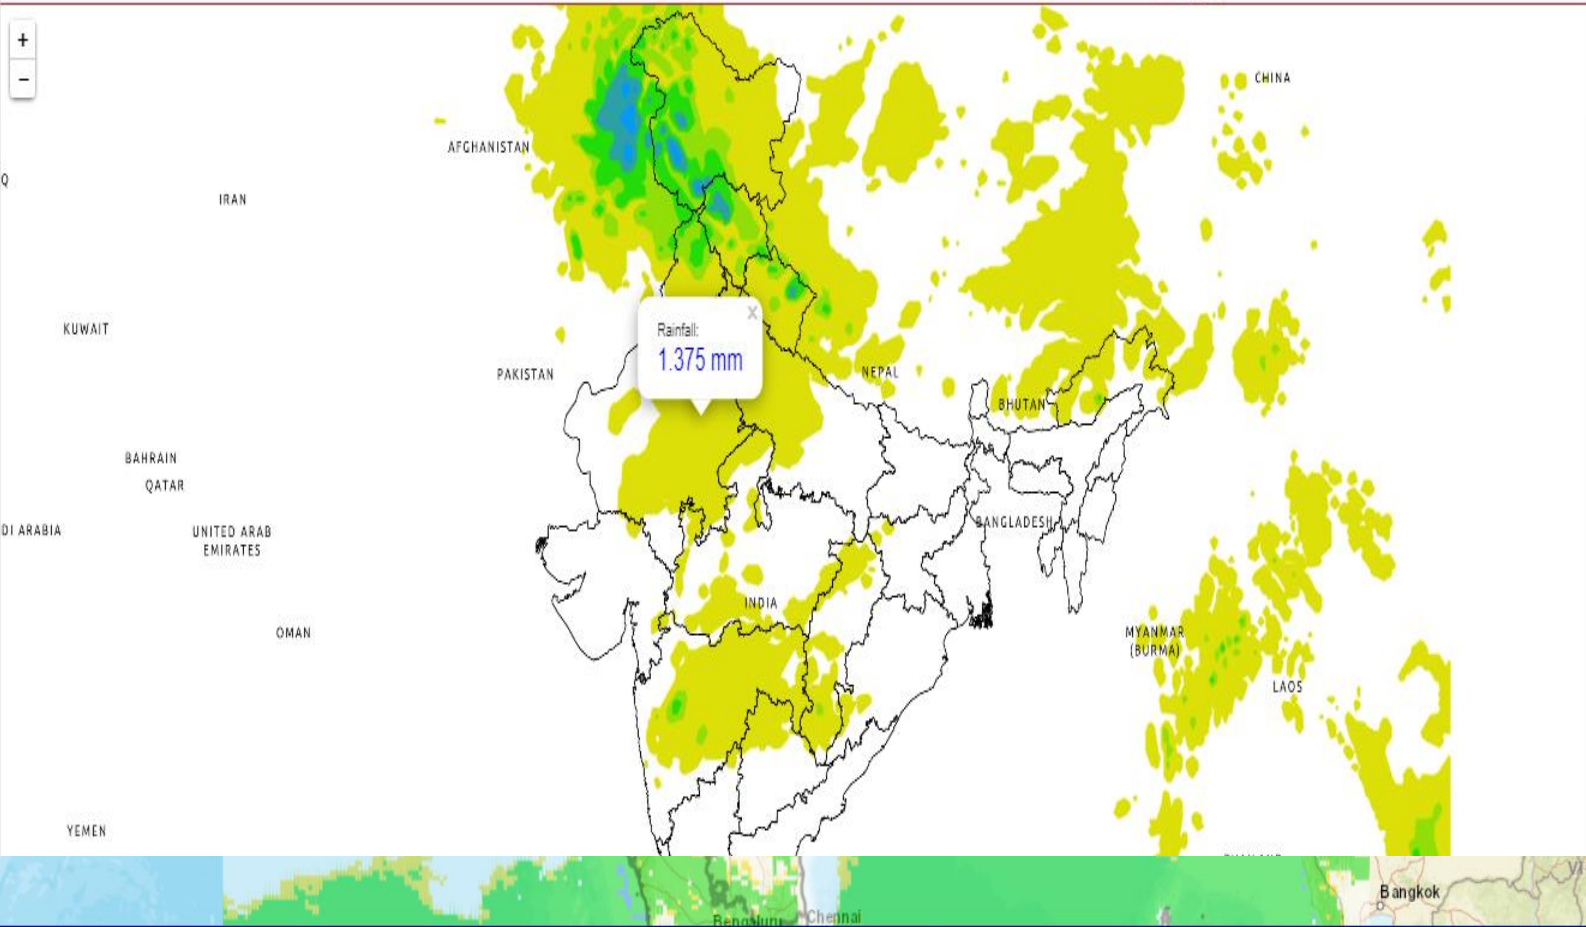 +
−
CHINA
AFGHANISTAN
Q
IRAN
×
Rainfall:
KUWAIT
1.375 mm
PAKISTAN
NEPAL
BHUTAN
BAHRAIN
QATAR
DI ARABIA
UNITED ARAB
EMIRATES
BANGLADESH
INDIA
OMAN
MYANMAR
(BURMA)
LAOS
YEMEN
Bangkok
Bengaluru
Chennai